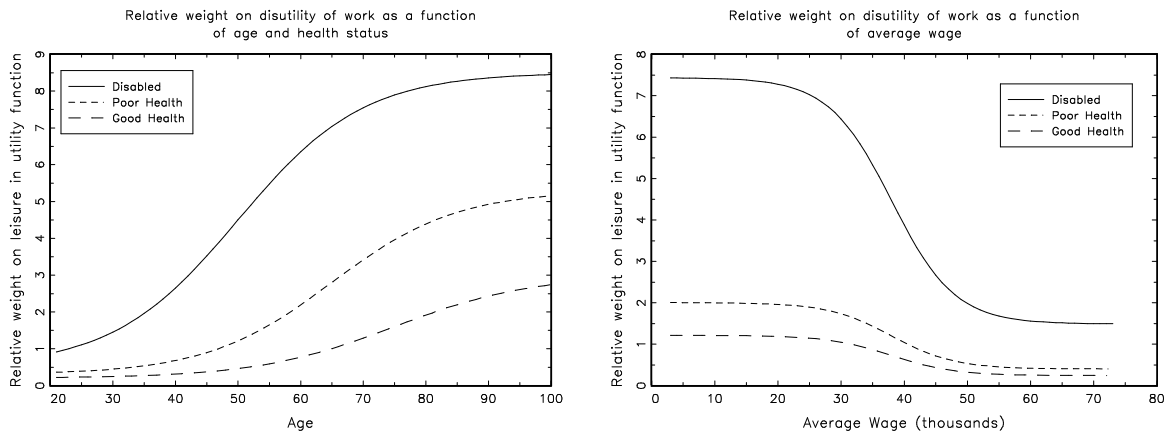 Relative weight on disutility of work as a function
of age and health status
Relative weight on leisure in utility function
0 1 2 3 4 5 6 7 8 9
Disabled
Poor Health
Good Health
20 30 40 50 60 70 80 90 100
Age
Relative weight on disutility of work as a function
of average wage
Relative weight on leisure in utility function
0 1 2 3 4 5 6 7 8
Disabled
Poor Health
Good Health
0 10 20 30 40 50 60 70 80
Average Wage (thousands)